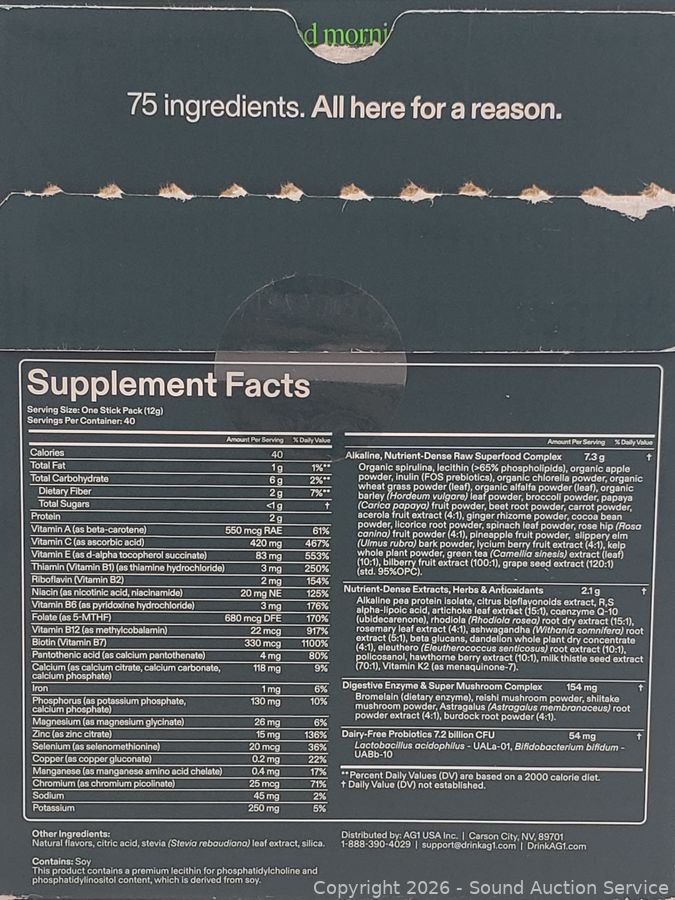 d morni
75 ingredients. All here for a reason.
Supplement Facts
Serving Size: One Stick Pack (12g)
Servings Per Container: 40
Amount Per Serving % Daily Value
Calories 40
Total Fat 1 g 1%**
Total Carbohydrate 6 g 2%**
Dietary Fiber 2 g 7%**
Total Sugars <1 g †
Protein 2 g
Vitamin A (as beta-carotene) 550 mcg RAE 61%
Vitamin C (as ascorbic acid) 420 mg 467%
Vitamin E (as d-alpha tocopherol succinate) 83 mg 553%
Thiamin (Vitamin B1) (as thiamine hydrochloride) 3 mg 250%
Riboflavin (Vitamin B2) 2 mg 154%
Niacin (as nicotinic acid, niacinamide) 20 mg NE 125%
Vitamin B6 (as pyridoxine hydrochloride) 3 mg 176%
Folate (as 5-MTHF) 680 mcg DFE 170%
Vitamin B12 (as methylcobalamin) 22 mcg 917%
Biotin (Vitamin B7) 330 mcg 1100%
Pantothenic acid (as calcium pantothenate) 4 mg 80%
Calcium (as calcium citrate, calcium carbonate, 118 mg 9%
calcium phosphate)
Iron 1 mg 6%
Phosphorus (as potassium phosphate, 130 mg 10%
calcium phosphate)
Magnesium (as magnesium glycinate) 26 mg 6%
Zinc (as zinc citrate) 15 mg 136%
Selenium (as selenomethionine) 20 mcg 36%
Copper (as copper gluconate) 0.2 mg 22%
Manganese (as manganese amino acid chelate) 0.4 mg 17%
Chromium (as chromium picolinate) 25 mcg 71%
Sodium 45 mg 2%
Potassium 250 mg 5%
Amount Per Serving % Daily Value
Alkaline, Nutrient-Dense Raw Superfood Complex 7.3 g †
Organic spirulina, lecithin (>65% phospholipids), organic apple
powder, inulin (FOS prebiotics), organic chlorella powder, organic
wheat grass powder (leaf), organic alfalfa powder (leaf), organic
barley (Hordeum vulgare) leaf powder, broccoli powder, papaya
(Carica papaya) fruit powder, beet root powder, carrot powder,
acerola fruit extract (4:1), ginger rhizome powder, cocoa bean
powder, licorice root powder, spinach leaf powder, rose hip (Rosa
canina) fruit powder (4:1), pineapple fruit powder, slippery elm
(Ulmus rubra) bark powder, lycium berry fruit extract (4:1), kelp
whole plant powder, green tea (Camellia sinesis) extract (leaf)
(10:1), bilberry fruit extract (100:1), grape seed extract (120:1)
(std. 95%OPC).
Nutrient-Dense Extracts, Herbs & Antioxidants 2.1 g †
Alkaline pea protein isolate, citrus bioflavonoids extract, R,S
alpha-lipoic acid, artichoke leaf extract (15:1), coenzyme Q-10
(ubidecarenone), rhodiola (Rhodiola rosea) root dry extract (15:1),
rosemary leaf extract (4:1), ashwagandha (Withania somnifera) root
extract (5:1), beta glucans, dandelion whole plant dry concentrate
(4:1), eleuthero (Eleutherococcus senticosus) root extract (10:1),
policosanol, hawthorne berry extract (10:1), milk thistle seed extract
(70:1), Vitamin K2 (as menaquinone-7).
Digestive Enzyme & Super Mushroom Complex 154 mg †
Bromelain (dietary enzyme), reishi mushroom powder, shiitake
mushroom powder, Astragalus (Astragalus membranaceus) root
powder extract (4:1), burdock root powder (4:1).
Dairy-Free Probiotics 7.2 billion CFU 54 mg †
Lactobacillus acidophilus - UALa-01, Bifidobacterium bifidum -
UABb-10
**Percent Daily Values (DV) are based on a 2000 calorie diet.
† Daily Value (DV) not established.
Other Ingredients:
Natural flavors, citric acid, stevia (Stevia rebaudiana) leaf extract, silica.
Contains: Soy
This product contains a premium lecithin for phosphatidylcholine and
phosphatidylinositol content, which is derived from soy.
Distributed by: AG1 USA Inc. | Carson City, NV, 89701
1-888-390-4029 | support@drinkag1.com | DrinkAG1.com
Copyright 2026 - Sound Auction Service